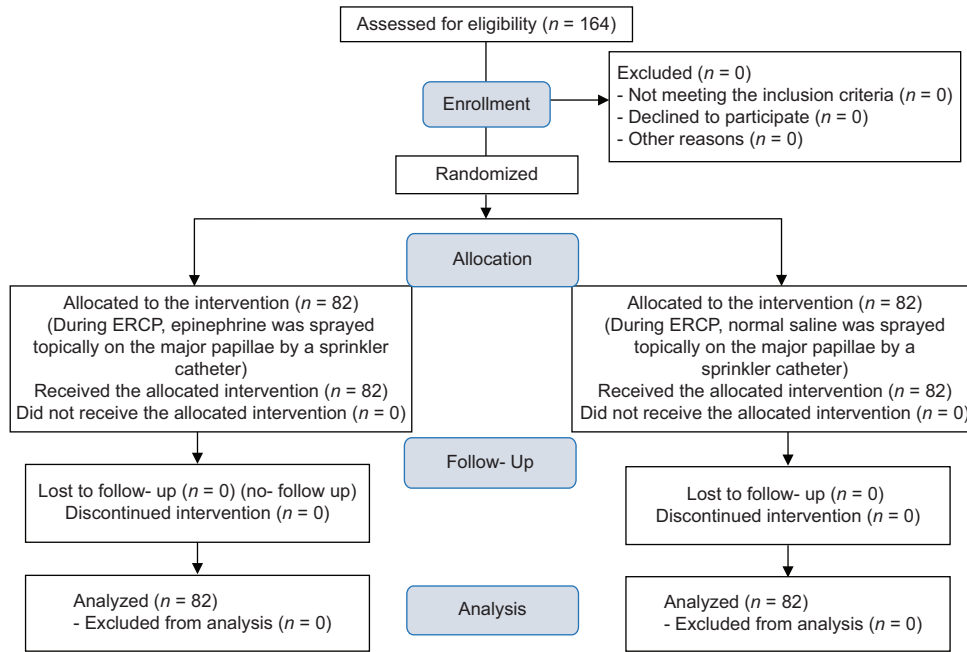 Assessed for eligibility (n = 164)
Enrollment
Excluded (n = 0)
- Not meeting the inclusion criteria (n = 0)
- Declined to participate (n = 0)
- Other reasons (n = 0)
Randomized
Allocation
Allocated to the intervention (n = 82)
(During ERCP, epinephrine was sprayed
topically on the major papillae by a sprinkler
catheter)
Received the allocated intervention (n = 82)
Did not receive the allocated intervention (n = 0)
Allocated to the intervention (n = 82)
(During ERCP, normal saline was sprayed
topically on the major papillae by a
sprinkler catheter)
Received the allocated intervention (n = 82)
Did not receive the allocated intervention (n = 0)
Follow- Up
Lost to follow- up (n = 0) (no- follow up)
Discontinued intervention (n = 0)
Lost to follow- up (n = 0)
Discontinued intervention (n = 0)
Analysis
Analyzed (n = 82)
- Excluded from analysis (n = 0)
Analyzed (n = 82)
- Excluded from analysis (n = 0)